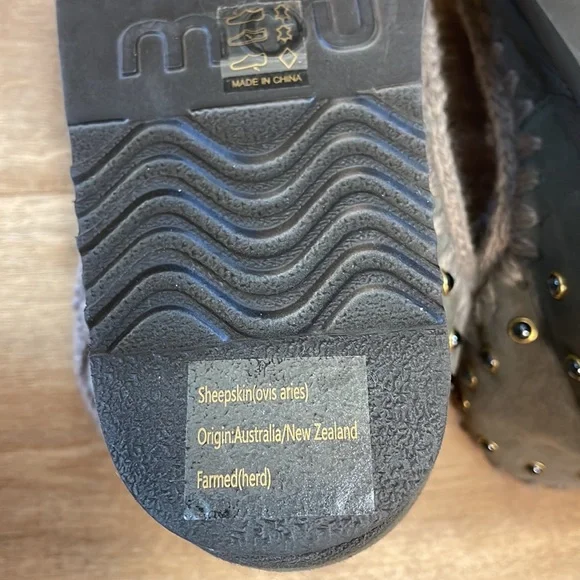 mou
MADE IN CHINA
Sheepskin(ovis aries)
Origin:Australia/New Zealand
Farmed(herd)